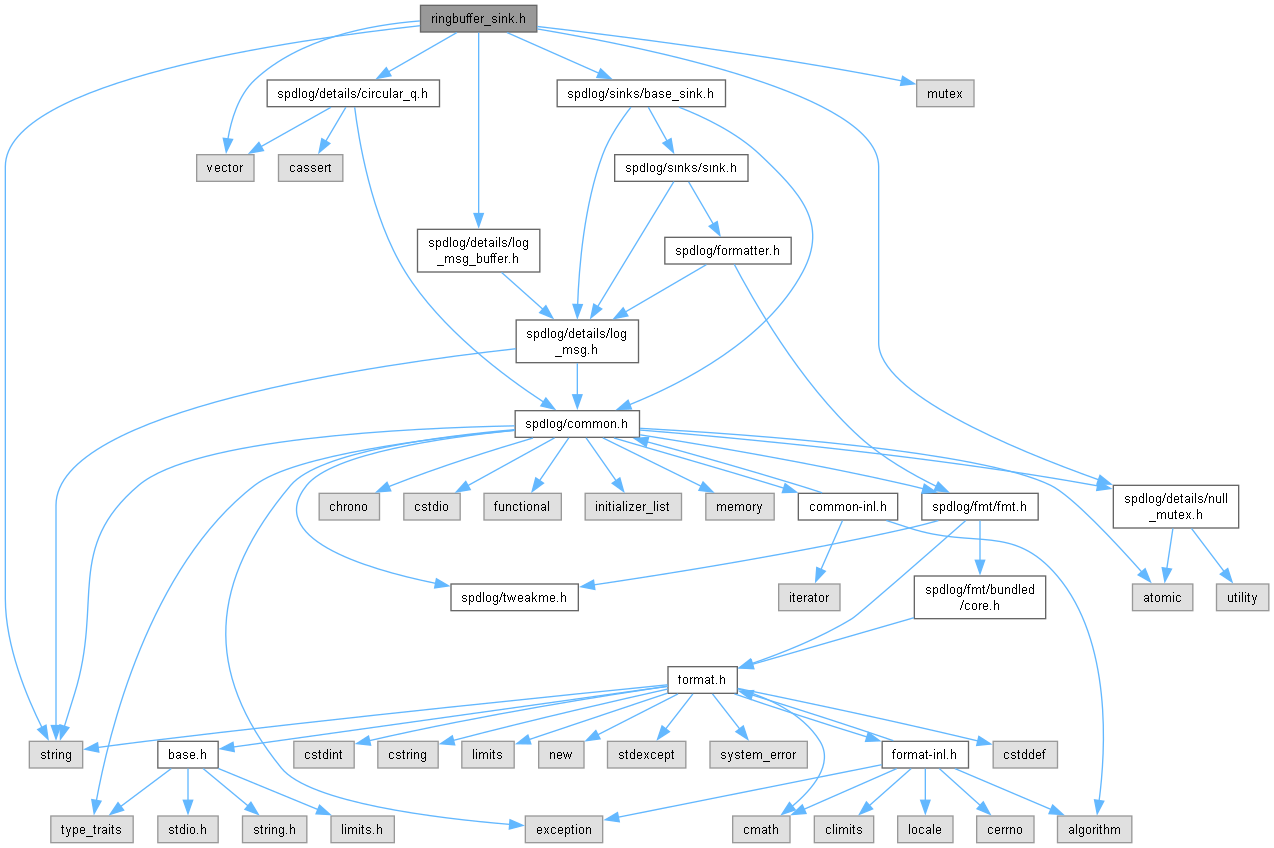 ringbuffer_sink.h
spdlog/details/circular_q.h
spdlog/sinks/base_sink.h
mutex
vector
cassert
spdlog/sinks/sink.h
spdlog/details/log
_msg_buffer.h
spdlog/formatter.h
spdlog/details/log
_msg.h
spdlog/common.h
chrono
cstdio
functional
initializer_list
memory
common-inl.h
spdlog/fmt/fmt.h
spdlog/details/null
_mutex.h
spdlog/tweakme.h
iterator
spdlog/fmt/bundled
/core.h
atomic
utility
format.h
string
base.h
cstdint
cstring
limits
new
stdexcept
system_error
format-inl.h
cstddef
type_traits
stdio.h
string.h
limits.h
exception
cmath
climits
locale
cerrno
algorithm